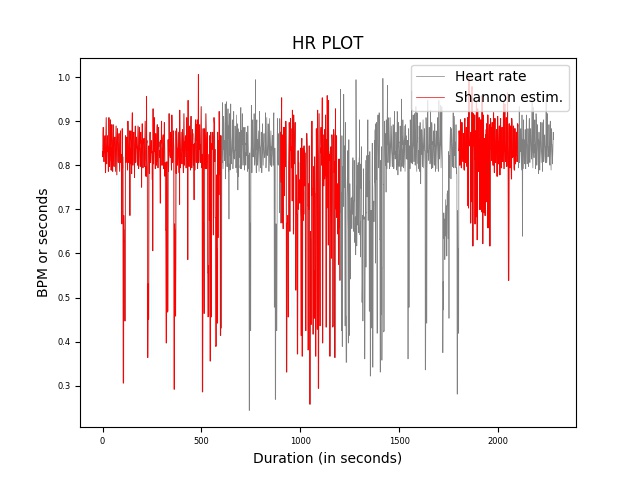 HR PLOT
Heart rate
Shannon estim.
BPM or seconds
1.0
0.9
0.8
0.7
0.6
0.5
0.4
0.3
0
500
1000
1500
2000
Duration (in seconds)